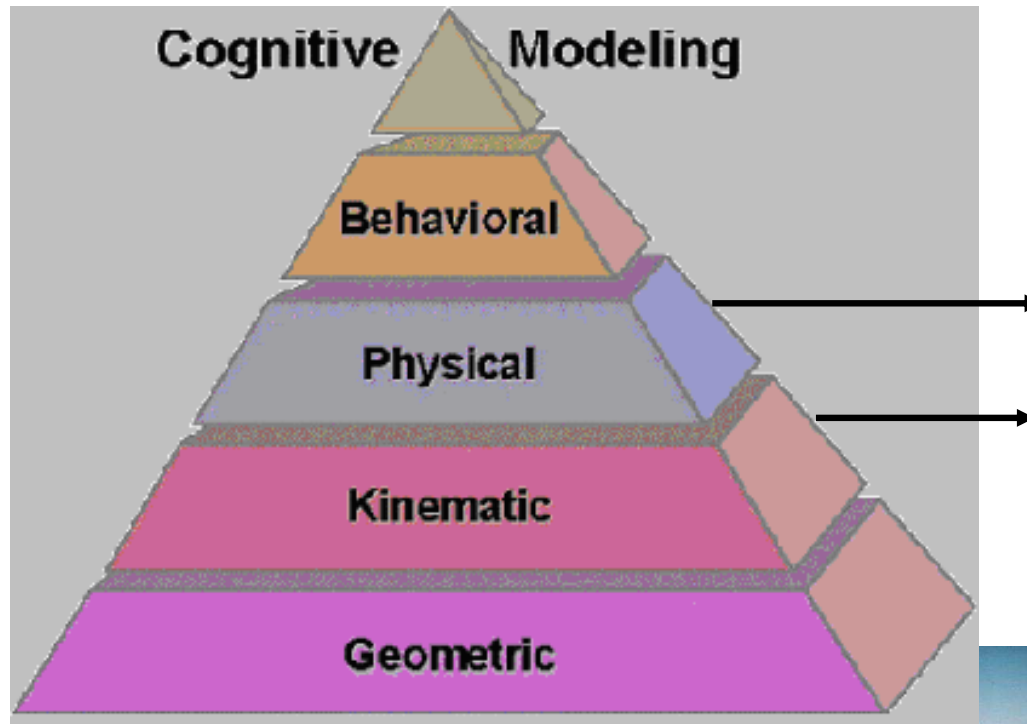 Cognitive Modeling
Behavioral
Physical
Kinematic
Geometric